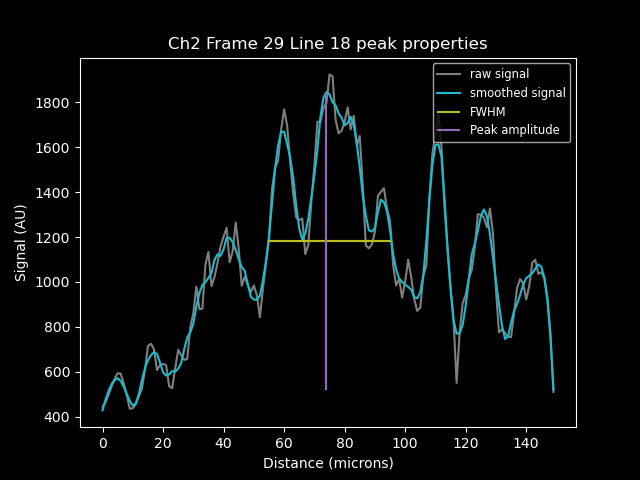 Ch2 Frame 29 Line 18 peak properties
raw signal
smoothed signal
FWHM
Peak amplitude
Signal (AU)
1800
1600
1400
1200
1000
800
600
400
0 20 40 60 80 100 120 140
Distance (microns)